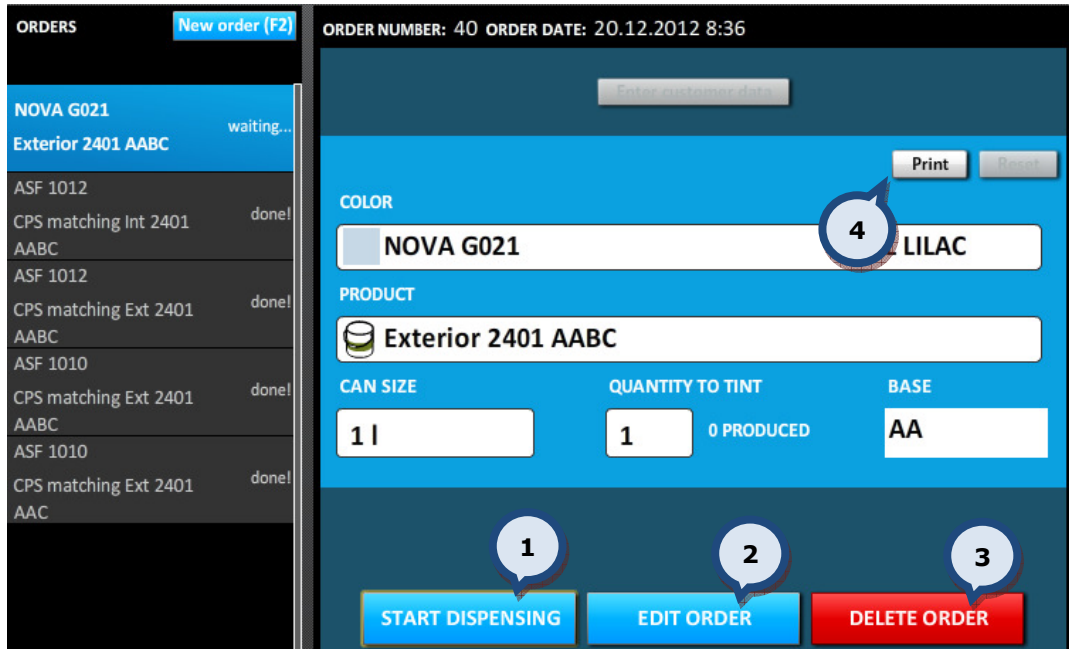 ORDERS
New order (F2)
NOVA G021
waiting...
Exterior 2401 AABC
ASF 1012
CPS matching Int 2401
done!
AABC
ASF 1012
CPS matching Ext 2401
done!
AABC
ASF 1010
CPS matching Ext 2401
done!
AABC
ASF 1010
CPS matching Ext 2401
done!
AAC
ORDER NUMBER: 40 ORDER DATE: 20.12.2012 8:36
Enter customer data
Print
Reset
4
COLOR
NOVA G021
LILAC
PRODUCT
Exterior 2401 AABC
CAN SIZE
QUANTITY TO TINT
BASE
1 l
1
0 PRODUCED
AA
1
2
3
START DISPENSING
EDIT ORDER
DELETE ORDER